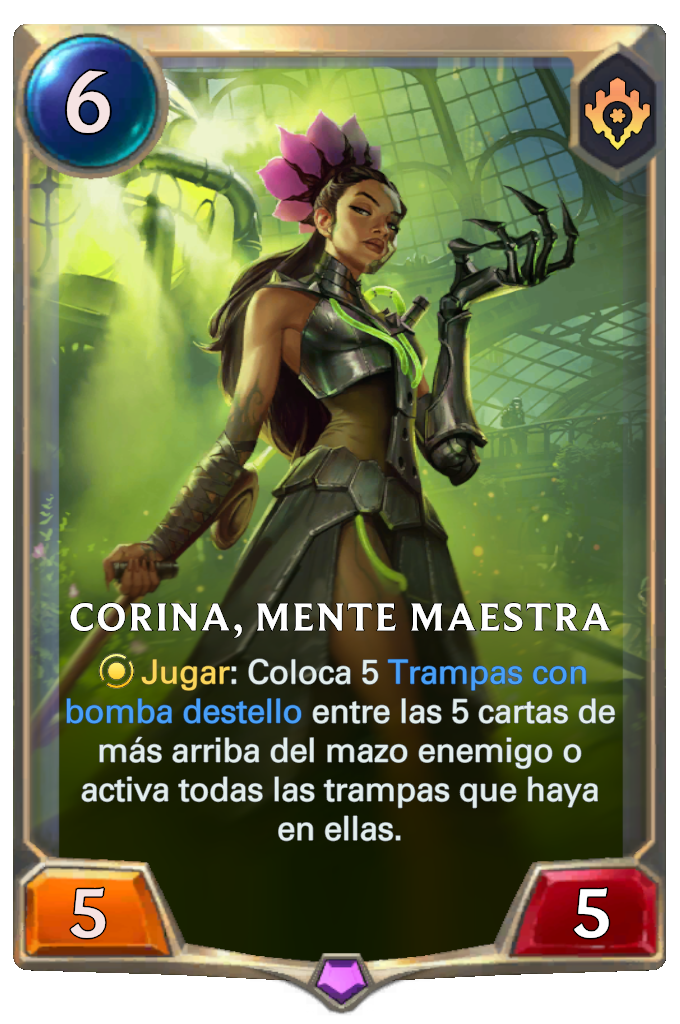 6
CORINA, MENTE MAESTRA
Jugar: Coloca 5 Trampas con
bomba destello entre las 5 cartas de
más arriba del mazo enemigo o
activa todas las trampas que haya
en ellas.
5
5